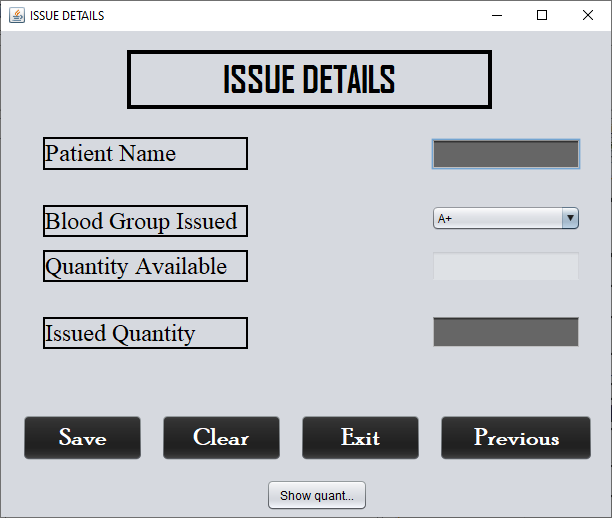 ISSUE DETAILS
ISSUE DETAILS
Patient Name
Blood Group Issued
A+
Quantity Available
Issued Quantity
Save Clear Exit Previous
Show quant...